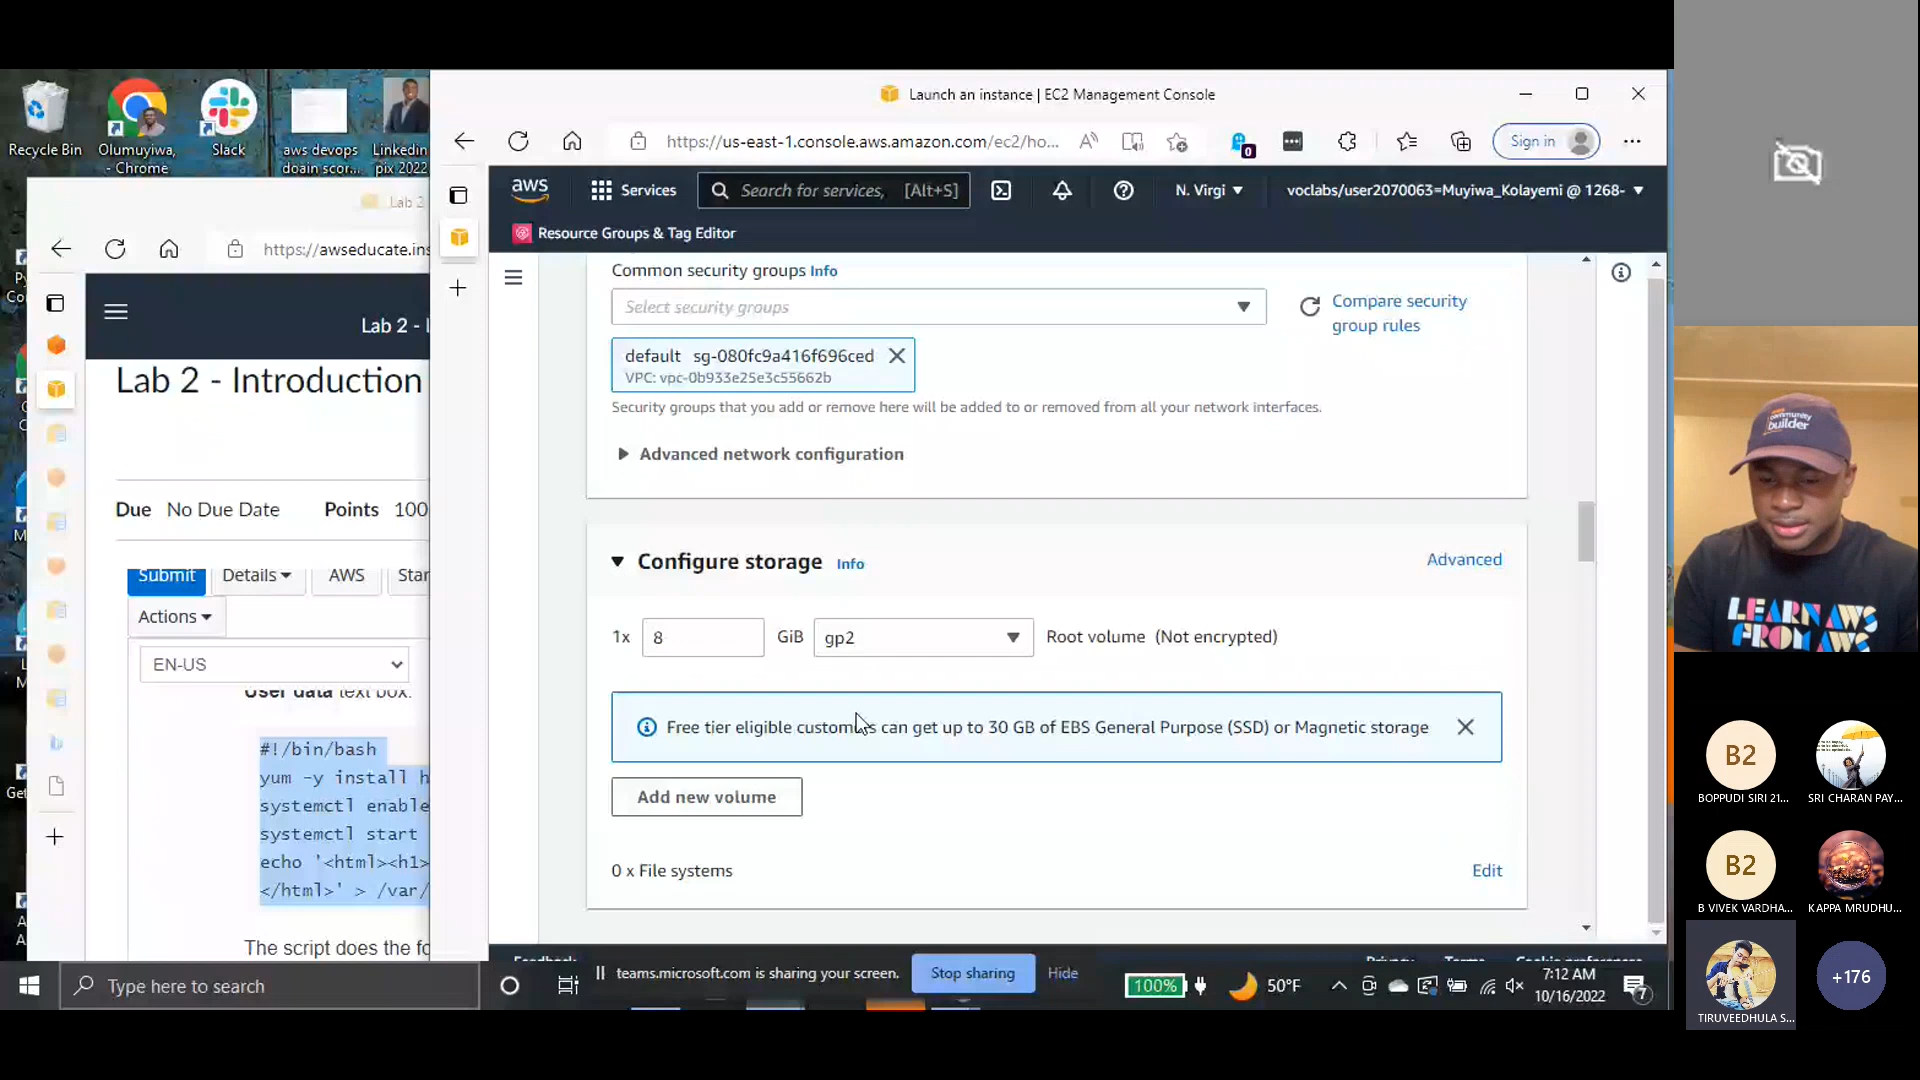 Recycle Bin
Olumuyiwa,
- Chrome
Slack
aws devops
doain scor...
Linkedin
pix 2022
Lab 2
https://awseducate.ins
Lab 2 - I
Lab 2 - Introduction
Due No Due Date Points 100
Submit Details AWS Star
Actions
EN-US
User data text box.
#!/bin/bash
yum -y install h
systemctl enable
systemctl start
echo '<html><h1>
</html>' > /var/
The script does the fo
Launch an instance | EC2 Management Console
https://us-east-1.console.aws.amazon.com/ec2/ho...
0
Sign in
aws
Services
Search for services, [Alt+S]
N. Virgi
voclabs/user2070063=Muyiwa_Kolayemi @ 1268-
Resource Groups & Tag Editor
Common security groups Info
Select security groups
Compare security
group rules
default sg-080fc9a416f696ced
VPC: vpc-0b933e25e3c55662b
Security groups that you add or remove here will be added to or removed from all your network interfaces.
Advanced network configuration
Configure storage Info
Advanced
1x 8 GiB gp2 Root volume (Not encrypted)
Free tier eligible customers can get up to 30 GB of EBS General Purpose (SSD) or Magnetic storage
Add new volume
0 x File systems
Edit
Type here to search
teams.microsoft.com is sharing your screen.
Stop sharing
Hide
100%
50°F
7:12 AM
10/16/2022
7
community
builder
LEARN AWS
FROM AWS
B2
BOPPUDI SIRI 21...
SRI CHARAN PAY...
B2
B VIVEK VARDHA...
KAPPA MRUDHU...
TIRUVEEDHULA S...
+176